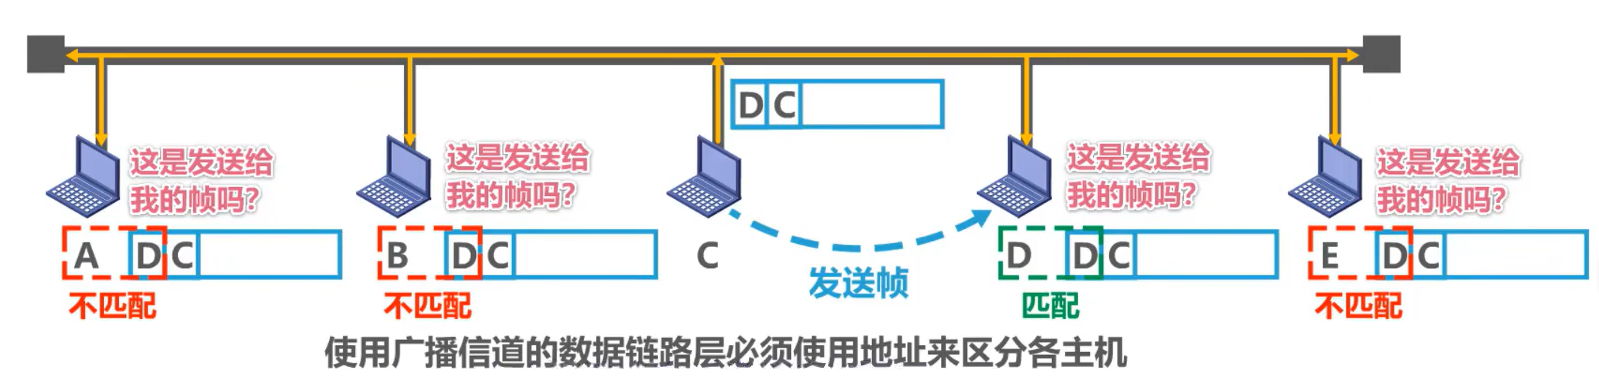 D C
这是发送给
我的帧吗？
这是发送给
我的帧吗？
这是发送给
我的帧吗？
这是发送给
我的帧吗？
A D C
B D C
C
D D C
E D C
不匹配
不匹配
发送帧
匹配
不匹配
使用广播信道的数据链路层必须使用地址来区分各主机